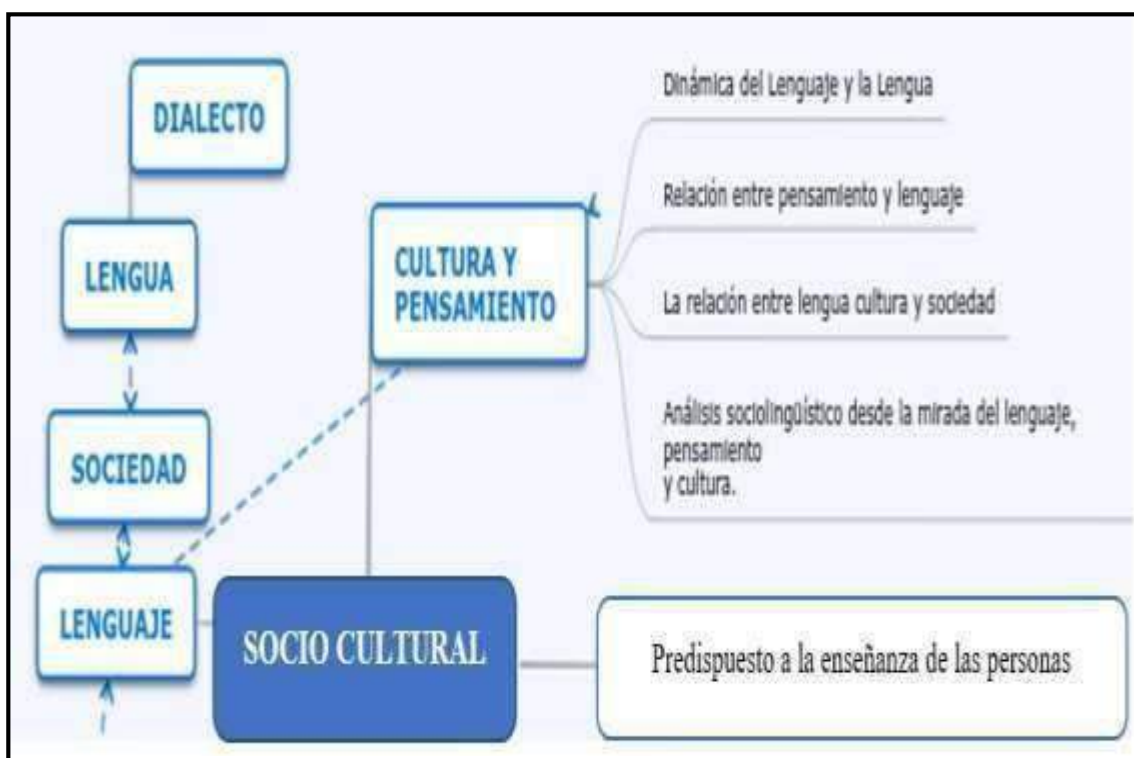 DIALECTO
LENGUA
SOCIEDAD
LENGUAJE
CULTURA Y
PENSAMIENTO
Dinámica del Lenguaje y la Lengua
Relación entre pensamiento y lenguaje
La relación entre lengua cultura y sociedad
Análisis sociolingüístico desde la mirada del lenguaje,
pensamiento
y cultura.
SOCIO CULTURAL
Predispuesto a la enseñanza de las personas